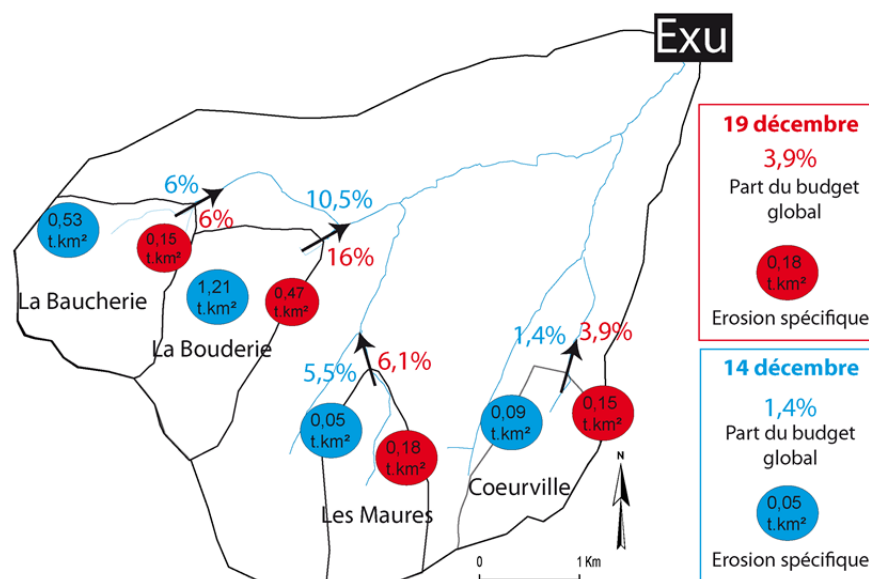 Exu
6%
10,5%
6%
16%
0,53
t.km²
0,15
t.km²
La Baucherie
1,21
t.km²
0,47
t.km²
La Bouderie
5,5%
6,1%
1,4%
3,9%
0,05
t.km²
0,18
t.km²
0,09
t.km²
0,15
t.km²
Les Maures
Coeurville
N
0
1 Km
19 décembre
3,9%
Part du budget
global
0,18
t.km²
Erosion spécifique
14 décembre
1,4%
Part du budget
global
0,05
t.km²
Erosion spécifique